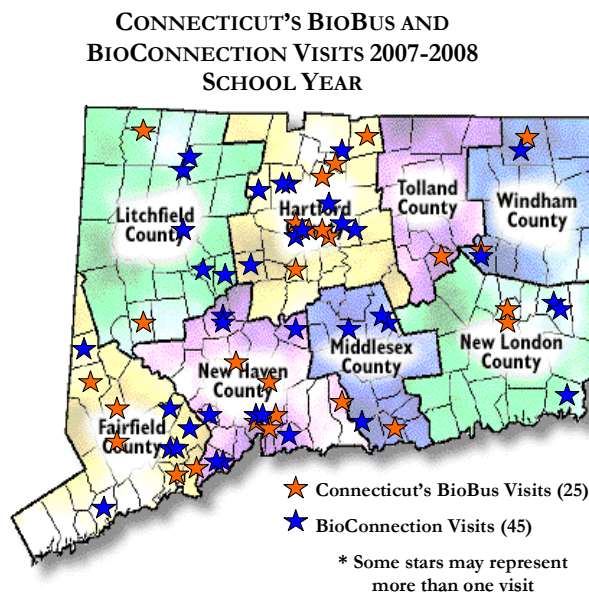 CONNECTICUT'S BIOBUS AND
BIOCONNECTION VISITS 2007-2008
SCHOOL YEAR
Litchfield
County
Hartford
County
Tolland
County
Windham
County
New Haven
County
Middlesex
County
New London
County
Fairfield
County
Connecticut's BioBus Visits (25)
BioConnection Visits (45)
* Some stars may represent
more than one visit